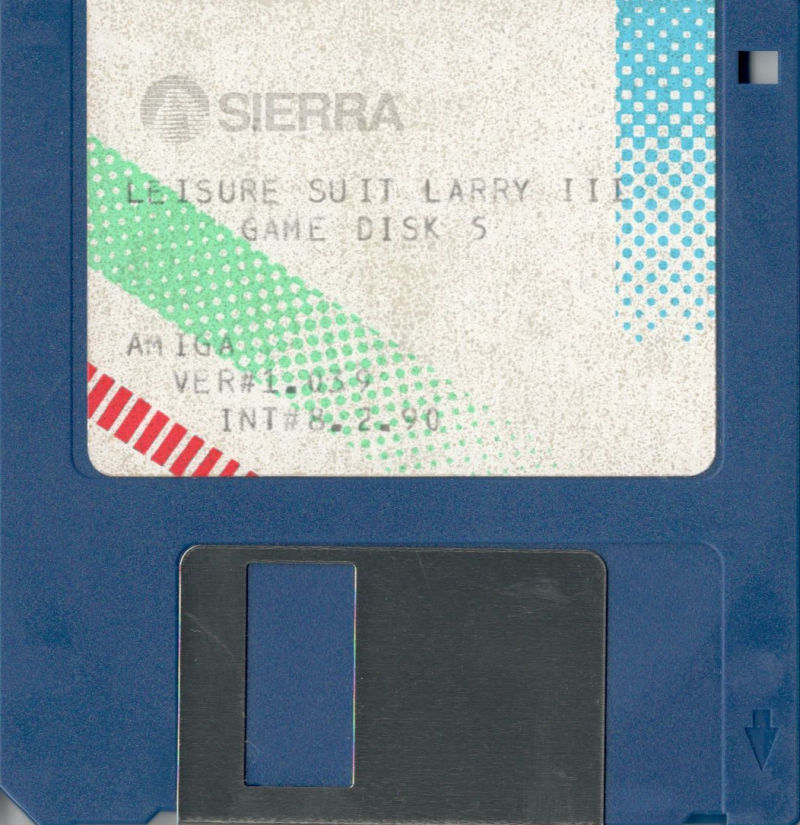 SIERRA
LEISURE SUIT LARRY III
GAME DISK 5
AMIGA
VER#1.039
INT#8.2.90